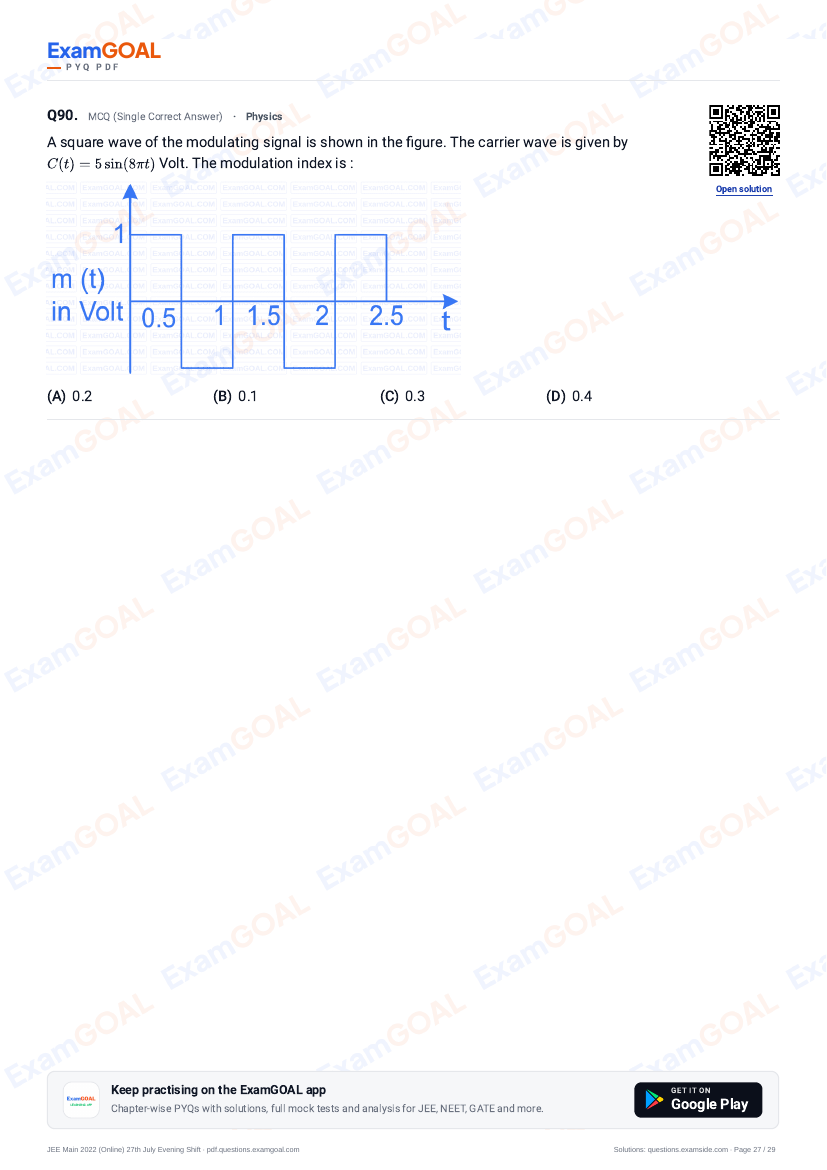 ExamGOAL
PYQ PDF
Q90. MCQ (Single Correct Answer) · Physics
A square wave of the modulating signal is shown in the figure. The carrier wave is given by
C(t) = 5 sin(8πt) Volt. The modulation index is :
Open solution
1
m (t)
in Volt
0.5 1 1.5 2 2.5 t
(A) 0.2 (B) 0.1 (C) 0.3 (D) 0.4
Keep practising on the ExamGOAL app
Chapter-wise PYQs with solutions, full mock tests and analysis for JEE, NEET, GATE and more.
GET IT ON
Google Play
JEE Main 2022 (Online) 27th July Evening Shift · pdf.questions.examgoal.com
Solutions: questions.examside.com · Page 27 / 29